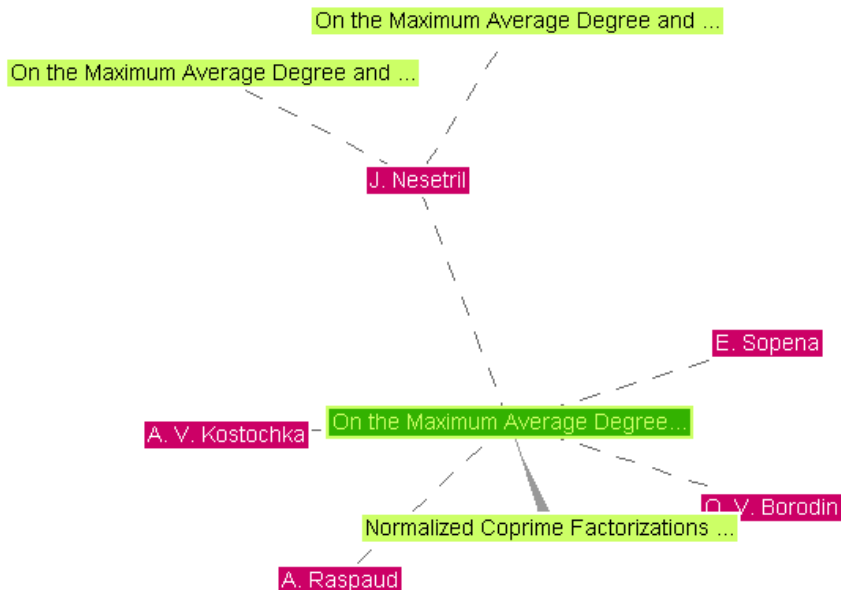 On the Maximum Average Degree and ...
On the Maximum Average Degree and ...
J. Nesetril
E. Sopena
On the Maximum Average Degree...
A. V. Kostochka
O. V. Borodin
Normalized Coprime Factorizations ...
A. Raspaud